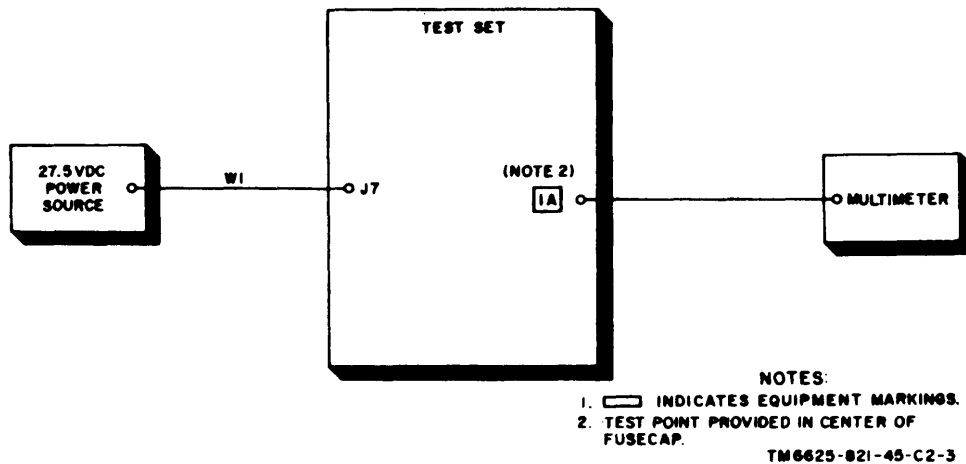 TEST SET
27.5 VDC
POWER
SOURCE
W1
J7
(NOTE 2)
1A
MULTIMETER
NOTES:
1. INDICATES EQUIPMENT MARKINGS.
2. TEST POINT PROVIDED IN CENTER OF
FUSECAP.
TM6625-821-45-C2-3